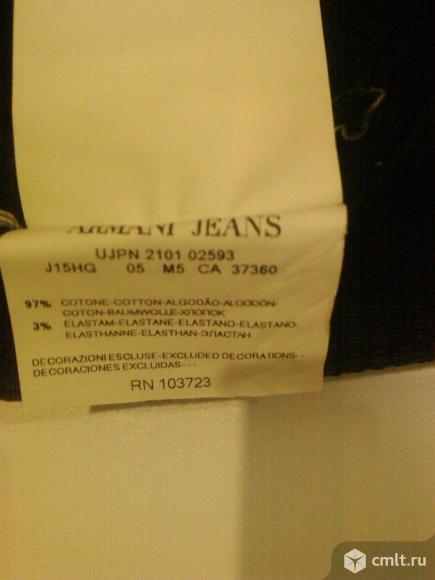 ARMANI JEANS
UJPN 2101 02593
J15HG 05 M5 CA 37360
97% COTONE-COTTON-ALGODÃO-ALGODÓN-
COTON-BAUMWOLLE-ХЛОПОК
3% ELASTAM-ELASTANE-ELASTANO-ELASTANO-
ELASTHANNE-ELASTHAN-ЭЛАСТАН
DECORAZIONI ESCLUSE-EXCLUDED DECORATIONS--
DECORACIONES EXCLUIDAS---
RN 103723
cmlt.ru